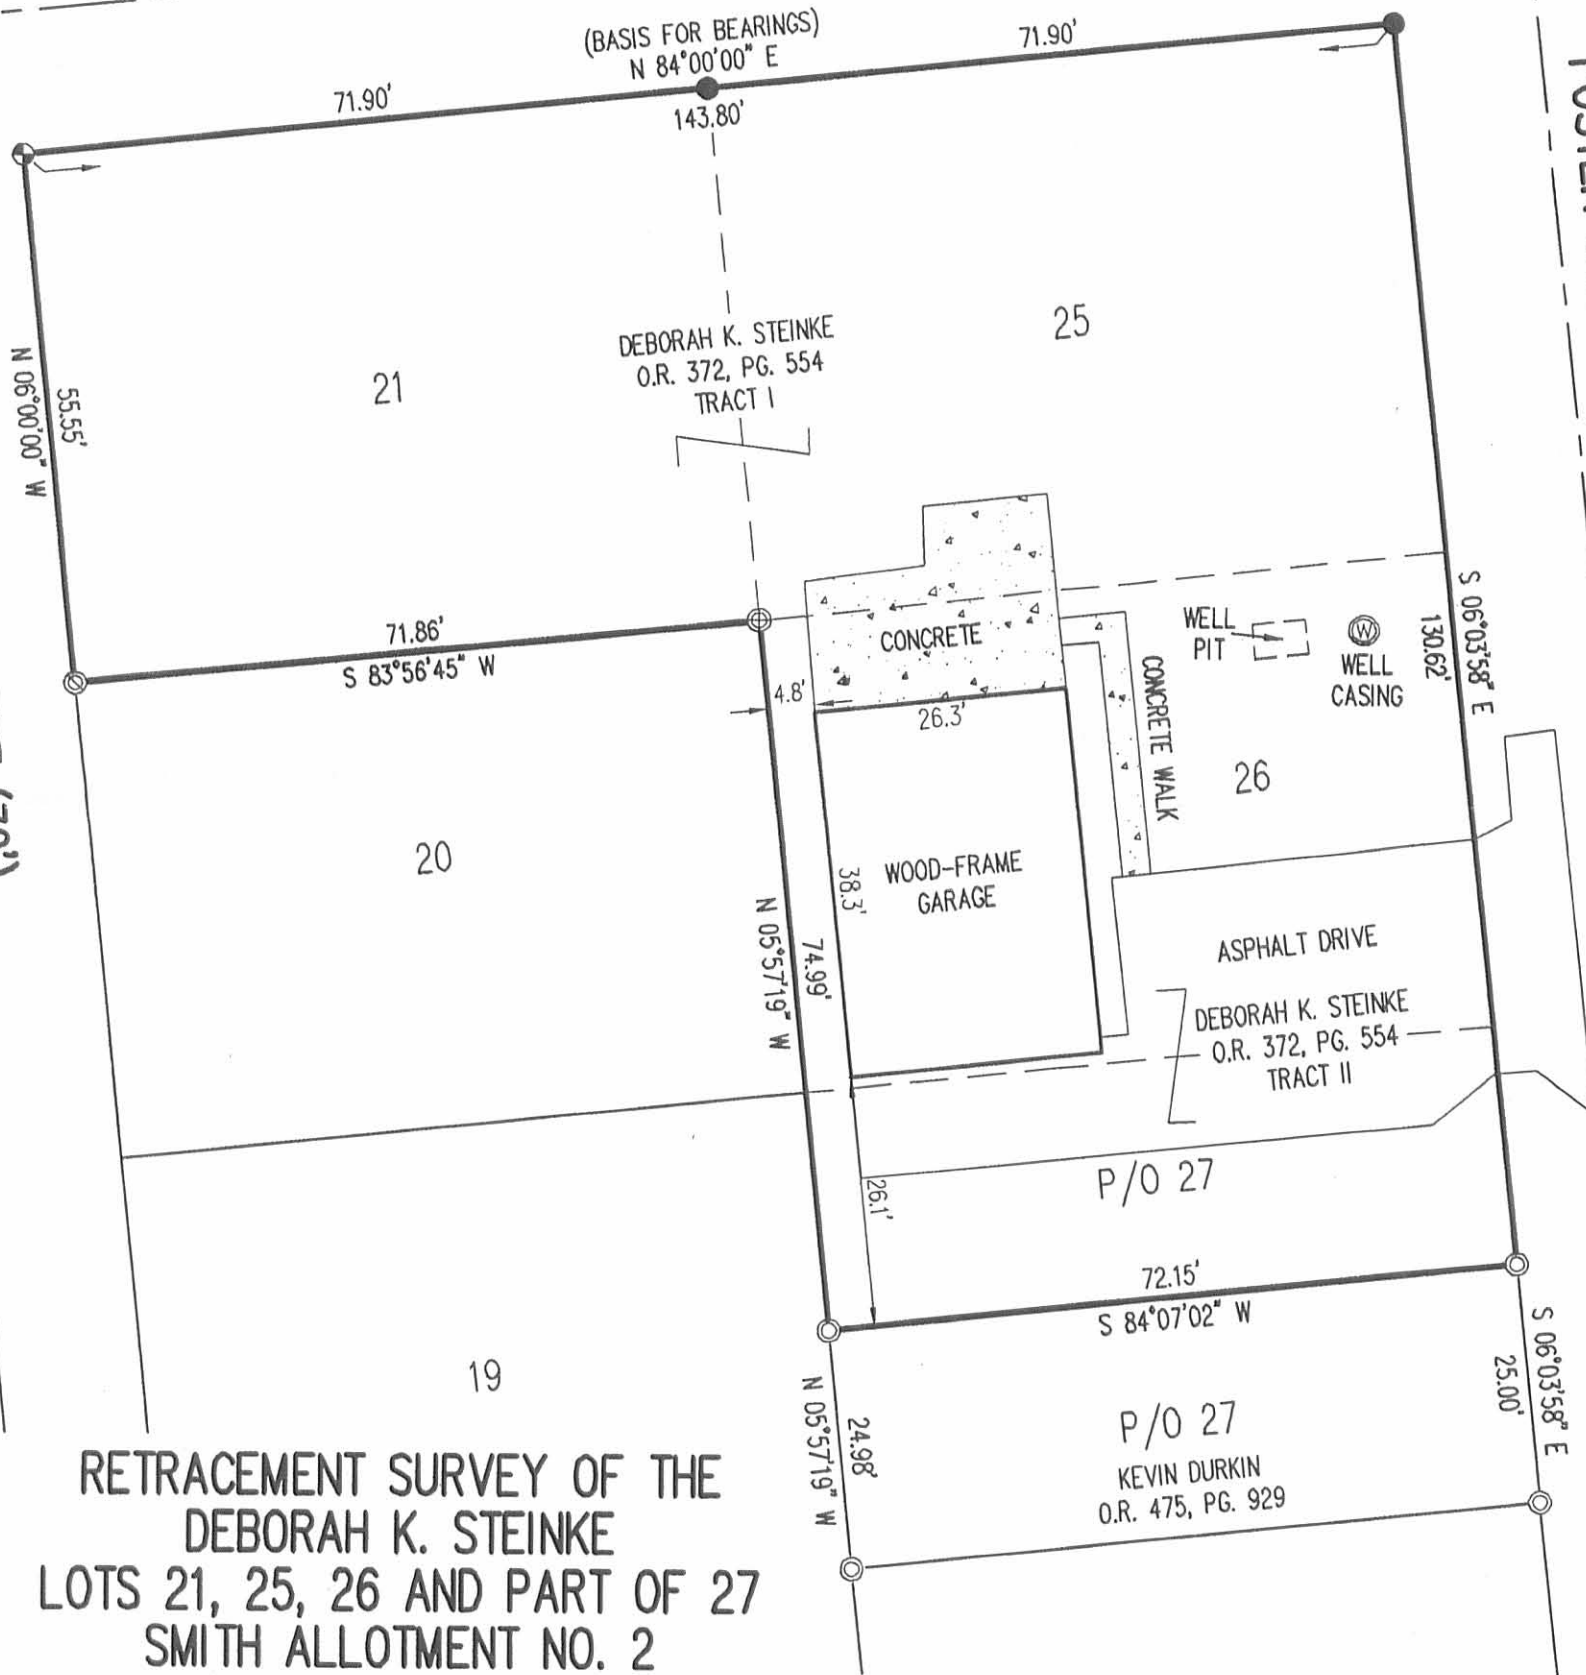 (BASIS FOR BEARINGS)
N 84°00'00" E
71.90'
71.90'
143.80'
N 06°00'00" W
55.55'
21
DEBORAH K. STEINKE
O.R. 372, PG. 554
TRACT I
25
71.86'
S 83°56'45" W
4.8'
CONCRETE
26.3'
WELL
PIT
W
WELL
CASING
S 06°03'58" E
130.62'
CONCRETE WALK
26
20
38.3'
WOOD-FRAME
GARAGE
N 05°57'19" W
74.99'
ASPHALT DRIVE
DEBORAH K. STEINKE
O.R. 372, PG. 554
TRACT II
26.1'
P/O 27
72.15'
S 84°07'02" W
19
N 05°57'19" W
24.98'
P/O 27
KEVIN DURKIN
O.R. 475, PG. 929
S 06°03'58" E
25.00'
RETRACEMENT SURVEY OF THE
DEBORAH K. STEINKE
LOTS 21, 25, 26 AND PART OF 27
SMITH ALLOTMENT NO. 2